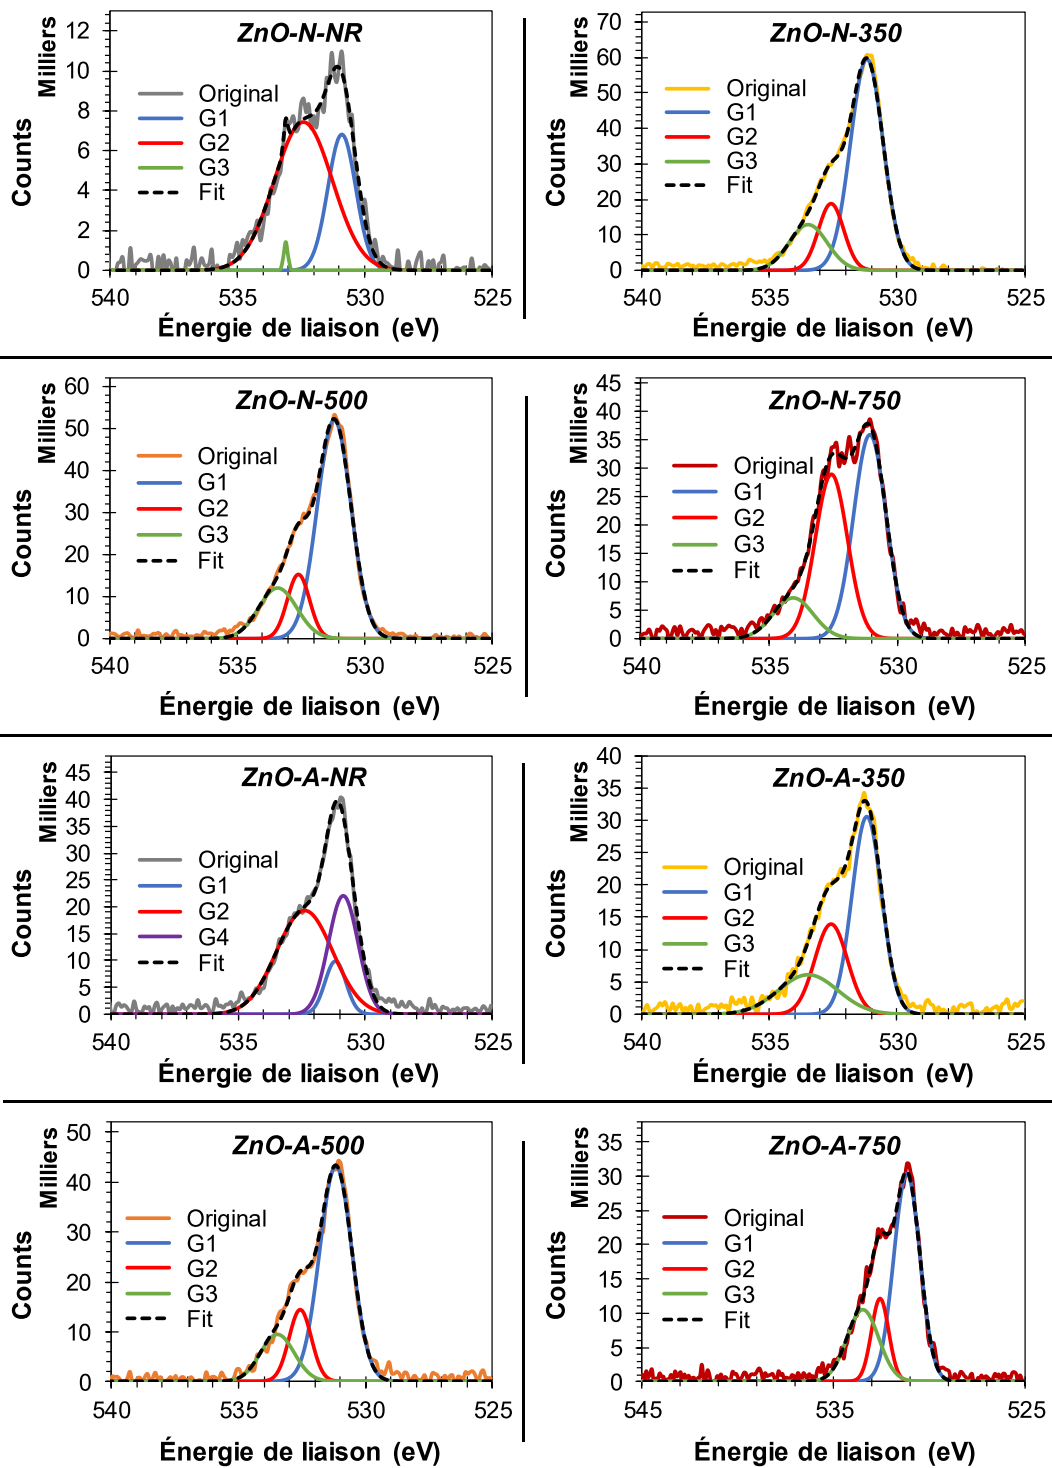 ZnO-N-NR
Milliers
Counts
12
10
8
6
4
2
0
Original
G1
G2
G3
Fit
540
535
530
525
Énergie de liaison (eV)
ZnO-N-350
Milliers
Counts
70
60
50
40
30
20
10
0
Original
G1
G2
G3
Fit
540
535
530
525
Énergie de liaison (eV)
ZnO-N-500
Milliers
Counts
60
50
40
30
20
10
0
Original
G1
G2
G3
Fit
540
535
530
525
Énergie de liaison (eV)
ZnO-N-750
Milliers
Counts
45
40
35
30
25
20
15
10
5
0
Original
G1
G2
G3
Fit
540
535
530
525
Énergie de liaison (eV)
ZnO-A-NR
Milliers
Counts
45
40
35
30
25
20
15
10
5
0
Original
G1
G2
G4
Fit
540
535
530
525
Énergie de liaison (eV)
ZnO-A-350
Milliers
Counts
40
35
30
25
20
15
10
5
0
Original
G1
G2
G3
Fit
540
535
530
525
Énergie de liaison (eV)
ZnO-A-500
Milliers
Counts
50
40
30
20
10
0
Original
G1
G2
G3
Fit
540
535
530
525
Énergie de liaison (eV)
ZnO-A-750
Milliers
Counts
35
30
25
20
15
10
5
0
Original
G1
G2
G3
Fit
545
535
525
Énergie de liaison (eV)